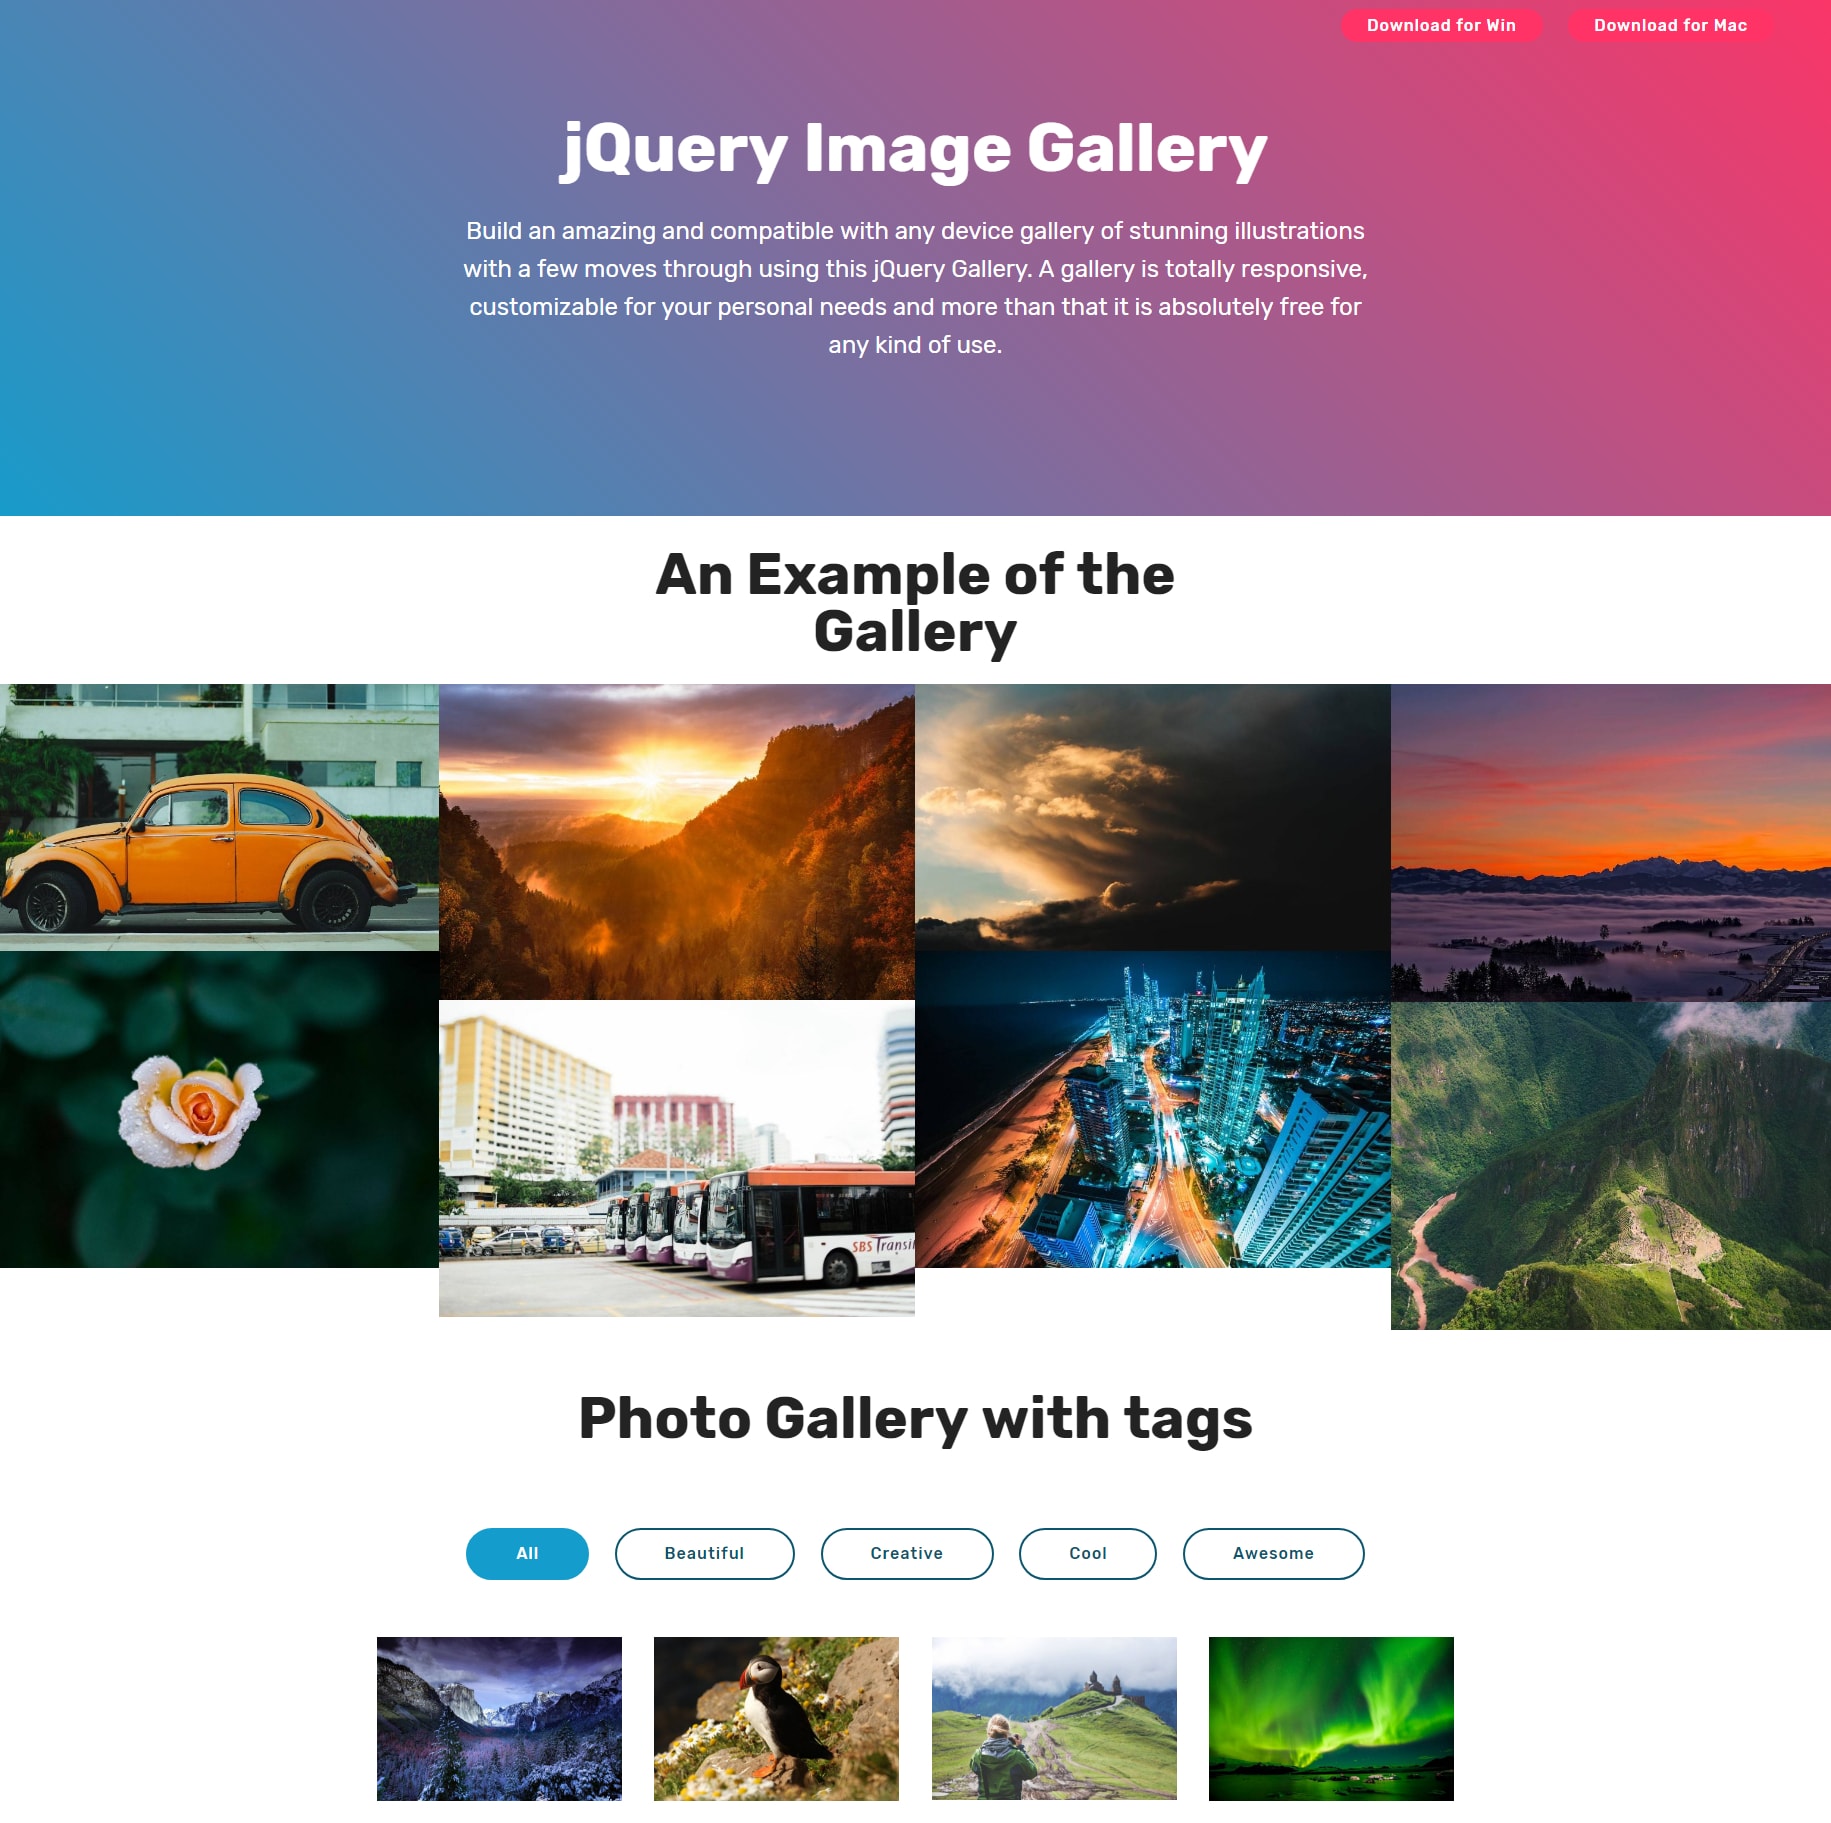 Download for Win
Download for Mac
jQuery Image Gallery
Build an amazing and compatible with any device gallery of stunning illustrations
with a few moves through using this jQuery Gallery. A gallery is totally responsive,
customizable for your personal needs and more than that it is absolutely free for
any kind of use.
An Example of the
Gallery
SBS Transit
Photo Gallery with tags
All
Beautiful
Creative
Cool
Awesome